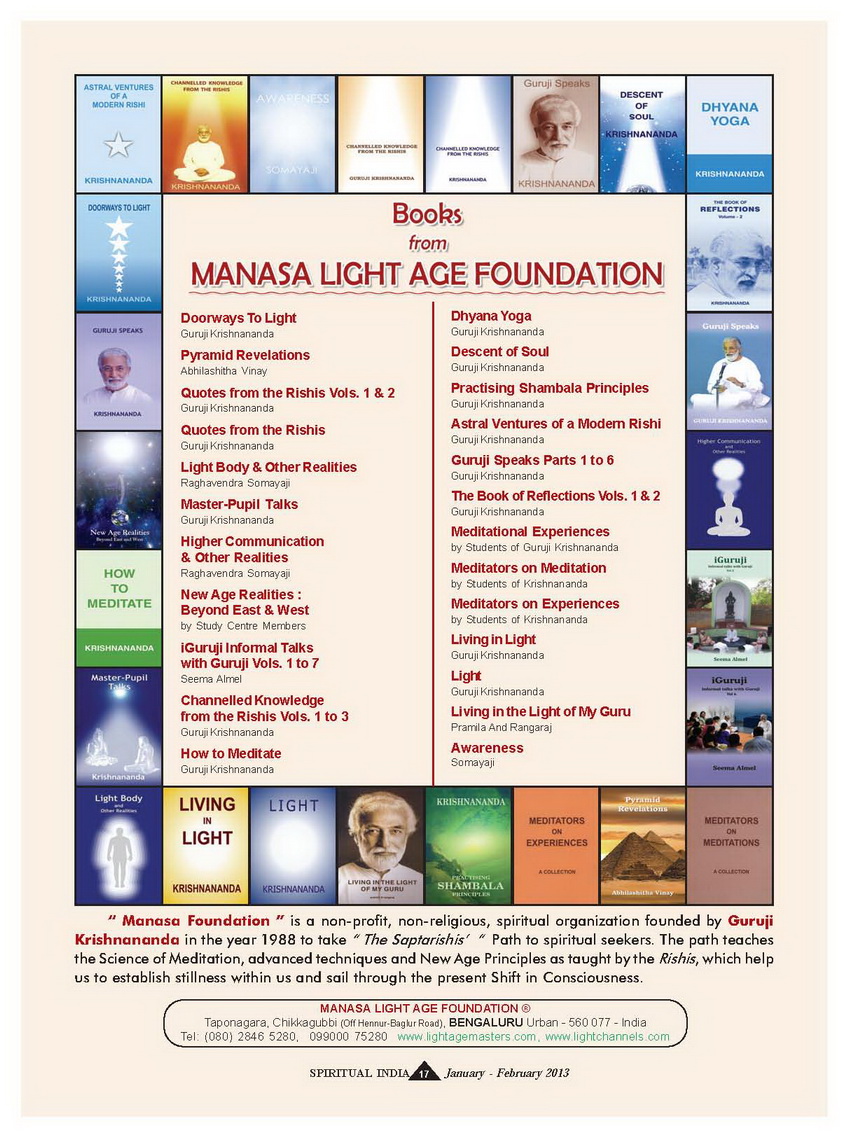 ASTRAL VENTURES
OF A
MODERN RISHI
KRISHNANANDA
CHANNELLED KNOWLEDGE
FROM THE RISHIS
KRISHNANANDA
AWARENESS
SOMAYAJI
CHANNELLED KNOWLEDGE
FROM THE RISHIS
GURUJI KRISHNANANDA
CHANNELLED KNOWLEDGE
FROM THE RISHIS
KRISHNANANDA
Guruji Speaks
KRISHNANANDA
DESCENT
OF
SOUL
KRISHNANANDA
DHYANA
YOGA
KRISHNANANDA
DOORWAYS TO LIGHT
KRISHNANANDA
GURUJI SPEAKS
KRISHNANANDA
New Age Realities
Beyond East and West
HOW
TO
MEDITATE
KRISHNANANDA
Master-Pupil
Talks
Krishnananda
Books
from
MANASA LIGHT AGE FOUNDATION
Doorways To Light
Guruji Krishnananda
Pyramid Revelations
Abhilashitha Vinay
Quotes from the Rishis Vols. 1 & 2
Guruji Krishnananda
Quotes from the Rishis
Guruji Krishnananda
Light Body & Other Realities
Raghavendra Somayaji
Master-Pupil Talks
Guruji Krishnananda
Higher Communication
& Other Realities
Raghavendra Somayaji
New Age Realities :
Beyond East & West
by Study Centre Members
iGuruji Informal Talks
with Guruji Vols. 1 to 7
Seema Almel
Channelled Knowledge
from the Rishis Vols. 1 to 3
Guruji Krishnananda
How to Meditate
Guruji Krishnananda
Dhyana Yoga
Guruji Krishnananda
Descent of Soul
Guruji Krishnananda
Practising Shambala Principles
Guruji Krishnananda
Astral Ventures of a Modern Rishi
Guruji Krishnananda
Guruji Speaks Parts 1 to 6
Guruji Krishnananda
The Book of Reflections Vols. 1 & 2
Guruji Krishnananda
Meditational Experiences
by Students of Guruji Krishnananda
Meditators on Meditation
by Students of Krishnananda
Meditators on Experiences
by Students of Krishnananda
Living in Light
Guruji Krishnananda
Light
Guruji Krishnananda
Living in the Light of My Guru
Pramila And Rangaraj
Awareness
Somayaji
THE BOOK OF
REFLECTIONS
Volume - 2
KRISHNANANDA
Guruji Speaks
GURUJI KRISHNANANDA
Higher Communication
and
Other Realities
iGuruji
Informal talks with Guruji
Seema Almel
iGuruji
Informal talks with Guruji
Seema Almel
Light Body
and
Other Realities
LIVING
IN
LIGHT
KRISHNANANDA
LIGHT
KRISHNANANDA
LIVING IN THE LIGHT
OF MY GURU
KRISHNANANDA
PRACTISING
SHAMBALA
PRINCIPLES
MEDITATORS
ON
EXPERIENCES
A COLLECTION
Pyramid
Revelations
Abhilashitha Vinay
MEDITATORS
ON
MEDITATIONS
A COLLECTION
“ Manasa Foundation ” is a non-profit, non-religious, spiritual organization founded by Guruji
Krishnananda in the year 1988 to take “ The Saptarishis’ “ Path to spiritual seekers. The path teaches
the Science of Meditation, advanced techniques and New Age Principles as taught by the Rishis, which help
us to establish stillness within us and sail through the present Shift in Consciousness.
MANASA LIGHT AGE FOUNDATION ®
Taponagara, Chikkagubbi (Off Hennur-Baglur Road), BENGALURU Urban - 560 077 - India
Tel: (080) 2846 5280, 099000 75280 www.lightagemasters.com, www.lightchannels.com
SPIRITUAL INDIA 17 January - February 2013